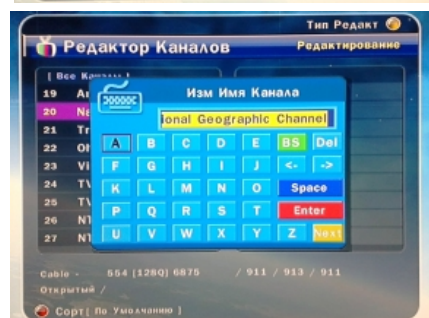 Тип Редакт
Редактор Каналов
Редактирование
[ Все
19
20
21
22
23
24
25
26
27
Изм Имя Канала
ional Geographic Channel
A B C D E BS Del
F G H I J <- ->
K L M N O Space
P Q R S T Enter
U V W X Y Z Next
Cable - 554 [128Q] 6875 / 911 / 913 / 911
Открытый /
Сорт[ По Умолчанию ]